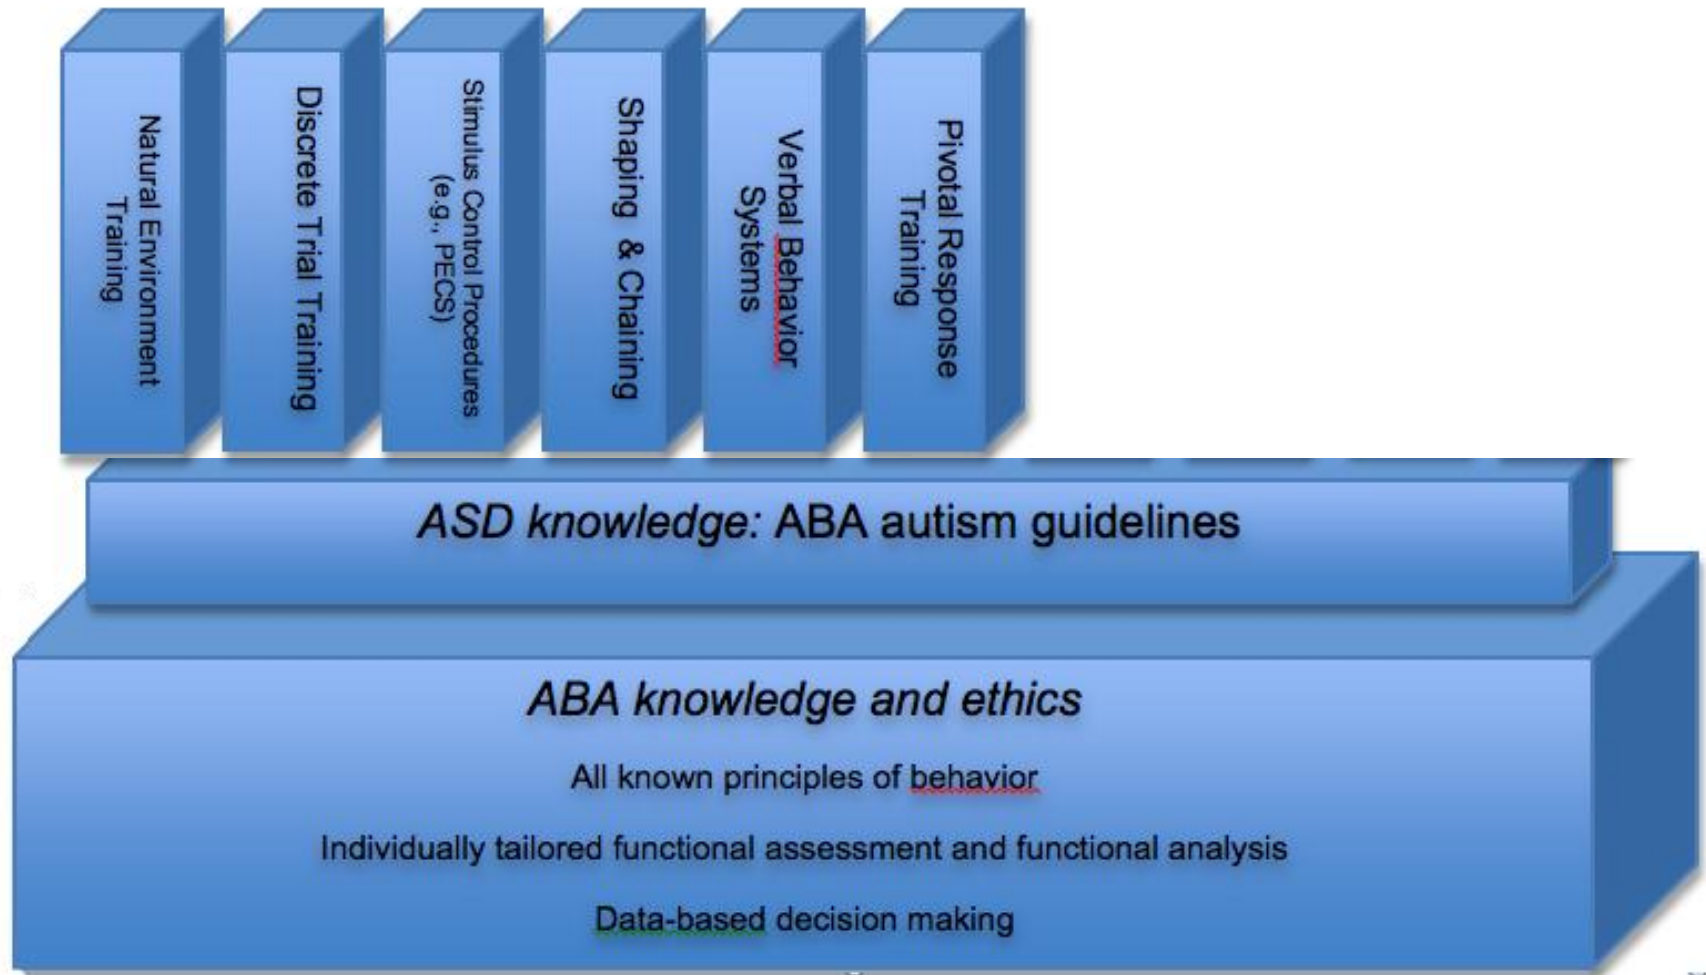 Natural Environment
Training
Discrete Trial Training
Stimulus Control Procedures
(e.g., PECS)
Shaping & Chaining
Verbal Behavior
Systems
Pivotal Response
Training
ASD knowledge: ABA autism guidelines
ABA knowledge and ethics
All known principles of behavior
Individually tailored functional assessment and functional analysis
Data-based decision making